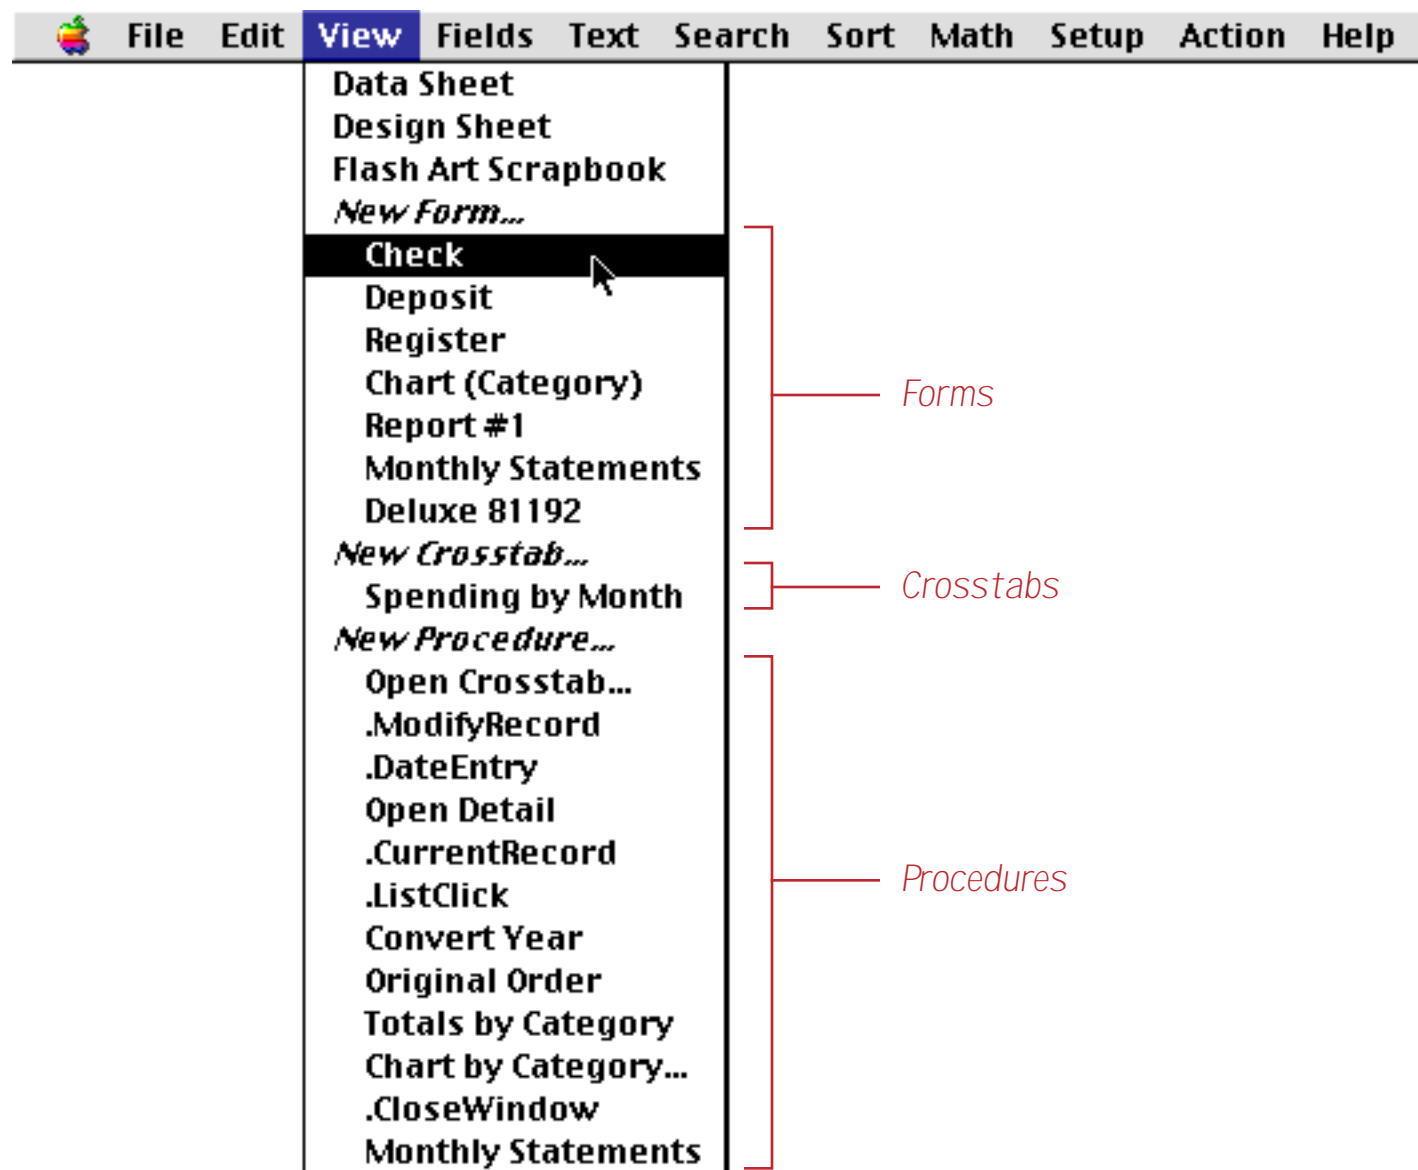 File Edit View Fields Text Search Sort Math Setup Action Help
Data Sheet
Design Sheet
Flash Art Scrapbook
New Form...
Check
Deposit
Register
Chart (Category)
Forms
Report #1
Monthly Statements
Deluxe 81192
New Crosstab...
Crosstabs
Spending by Month
New Procedure...
Open Crosstab...
.ModifyRecord
.DateEntry
Open Detail
.CurrentRecord
Procedures
.ListClick
Convert Year
Original Order
Totals by Category
Chart by Category...
.CloseWindow
Monthly Statements